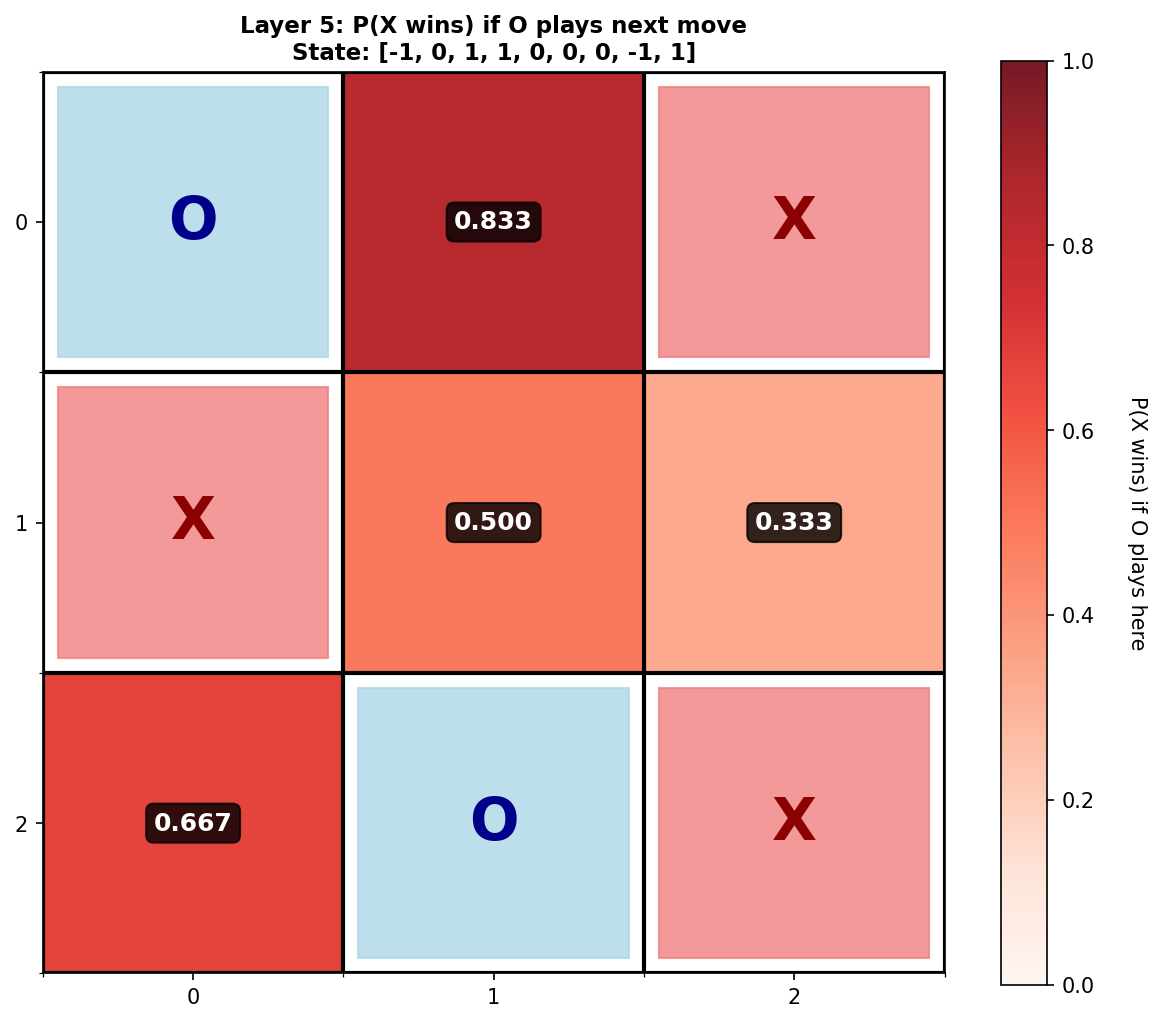 Layer 5: P(X wins) if O plays next move
State: [-1, 0, 1, 1, 0, 0, 0, -1, 1]
0
O
0.833
X
1
X
0.500
0.333
2
0.667
O
X
0
1
2
1.0
0.8
0.6
0.4
0.2
0.0
P(X wins) if O plays here